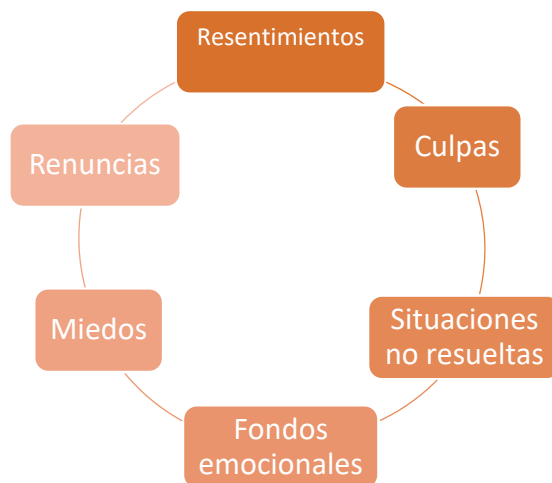 Resentimientos
Culpas
Situaciones
no resueltas
Fondos
emocionales
Miedos
Renuncias